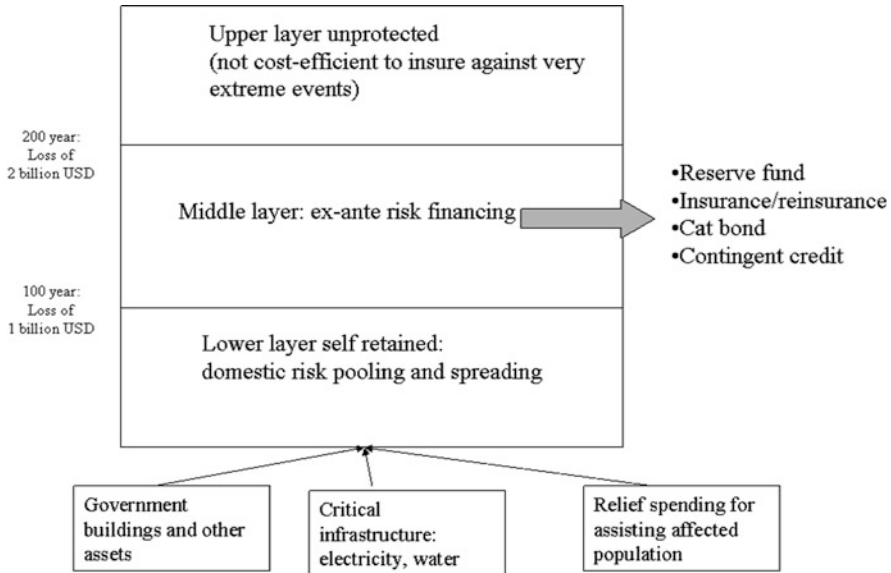 Upper layer unprotected
(not cost-efficient to insure against very
extreme events)
200 year:
Loss of
2 billion USD
Middle layer: ex-ante risk financing
•Reserve fund
•Insurance/reinsurance
•Cat bond
•Contingent credit
100 year:
Loss of
1 billion USD
Lower layer self retained:
domestic risk pooling and spreading
Government
buildings and other
assets
Critical
infrastructure:
electricity, water
Relief spending for
assisting affected
population